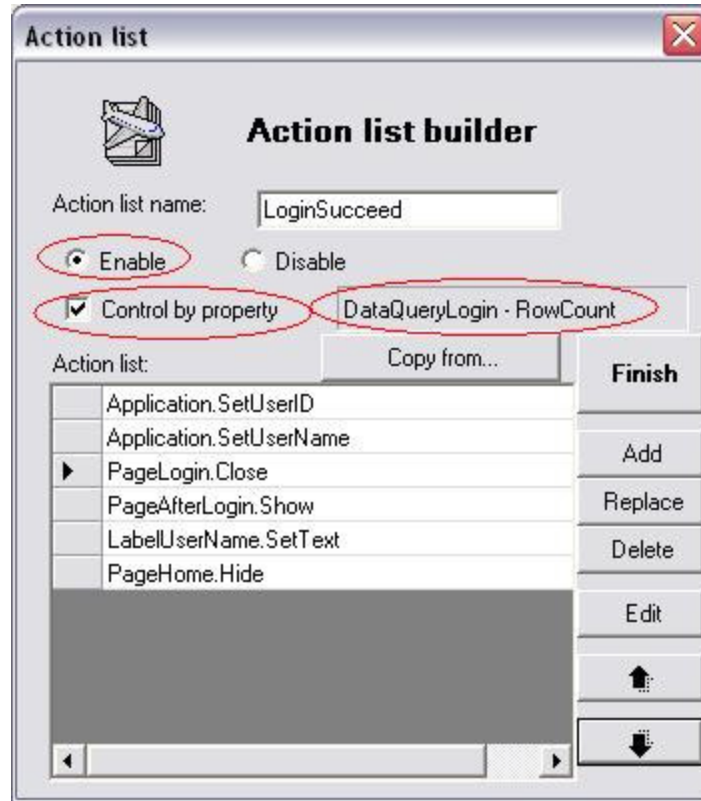 Action list
Action list builder
Action list name: LoginSucceed
Enable Disable
Control by property DataQueryLogin - RowCount
Action list: Copy from...
Finish
Application.SetUserID
Application.SetUserName
Add
PageLogin.Close
PageAfterLogin.Show
Replace
LabelUserName.SetText
Delete
PageHome.Hide
Edit